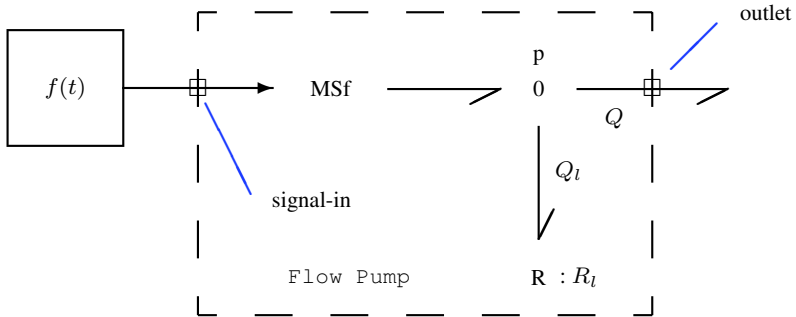 outlet
p
f(t)
MSf
0
Q
Q_l
signal-in
Flow Pump
R : R_l